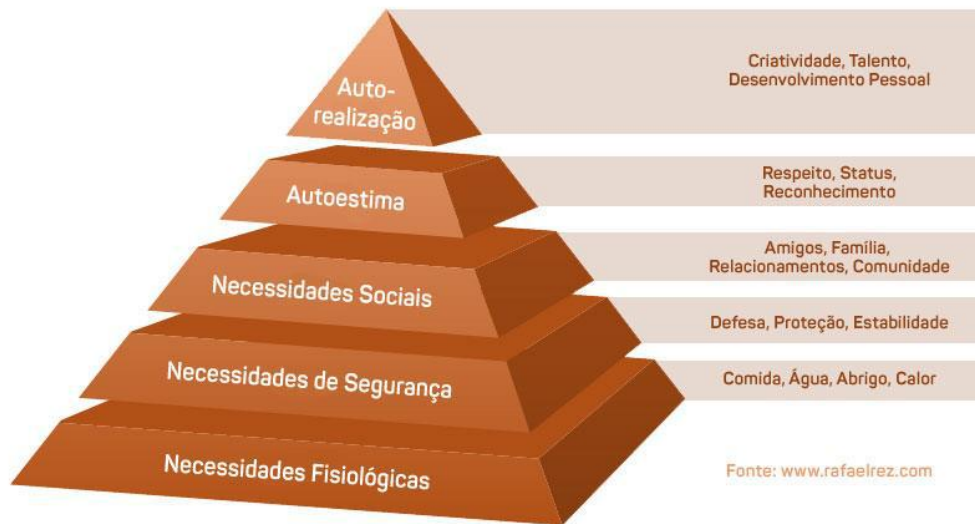 Auto-
realização
Criatividade, Talento,
Desenvolvimento Pessoal
Autoestima
Respeito, Status,
Reconhecimento
Necessidades Sociais
Amigos, Família,
Relacionamentos, Comunidade
Necessidades de Segurança
Defesa, Proteção, Estabilidade
Necessidades Fisiológicas
Comida, Água, Abrigo, Calor
Fonte: www.rafaelrez.com